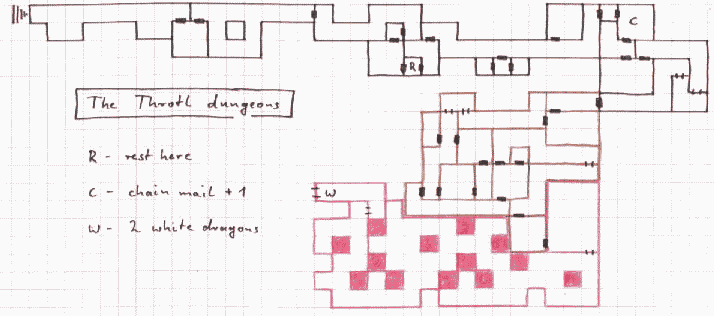 C
R
The Throtl dungeons
R - rest here
C - chain mail + 1
W - 2 white dragons
W